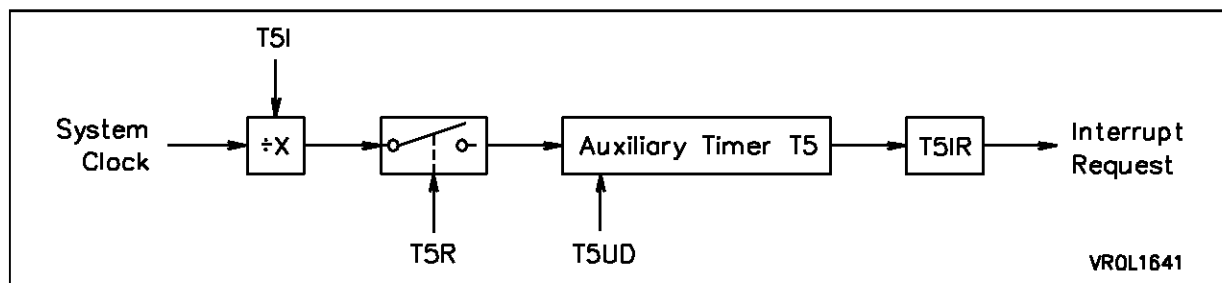 T5I
System
Clock
÷X
Auxiliary Timer T5
T5IR
Interrupt
Request
T5R
T5UD
VR0L1641